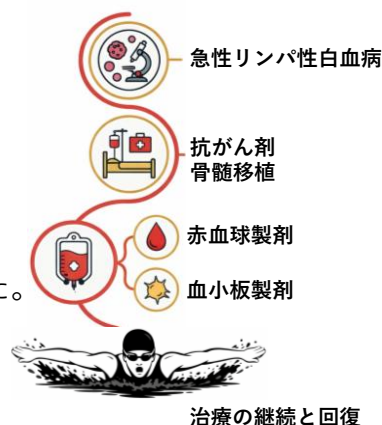 急性リンパ性白血病
抗がん剤
骨髄移植
赤血球製剤
血小板製剤
に。
治療の継続と回復